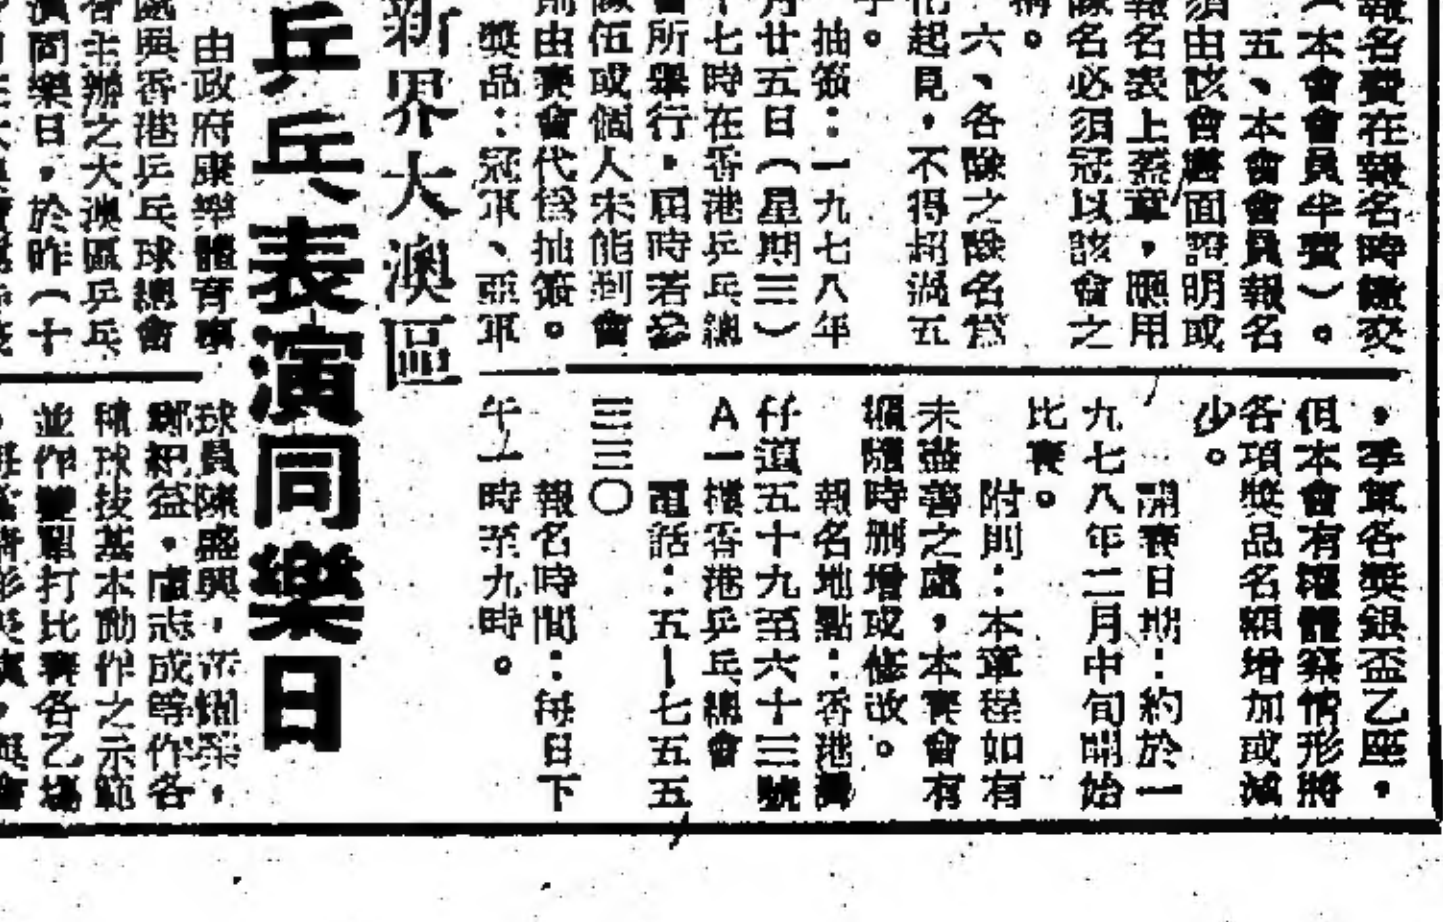 報名費在報名時繳交
（本會會員半費）。
五、本會會員報名
須由該會書面證明或
報名表上蓋章，應用
隊名必須冠以該會之
稱。
六、各隊之隊名爲
起見，不得超過五
字。
抽簽：一九七八年
月廿五日（星期三）
十七時在香港乒乓總
會所舉行，屆時若參
隊伍或個人未能到會
則由賽會代爲抽簽。
獎品：冠軍、亞軍
、季軍各獎銀盃乙座，
但本會有權體察情形將
各項獎品名額增加或減
少。
開賽日期：約於一
九七八年二月中旬開始
比賽。
附則：本章程如有
未盡善之處，本賽會有
權隨時刪增或修改。
報名地點：香港灣
仔道五十九至六十三號
A一樓香港乒乓總會
電話：五—七五五
三三〇
報名時間：每日下
午一時至九時。
新界大澳區
乒乓表演同樂日
由政府康樂體育事
處與香港乒乓球總會
各主辦之大澳區乒乓
演同樂日，於昨（十
球員陳盛興，
志成等作各
種球技基本動作之示範
並作雙單打比賽各乙場